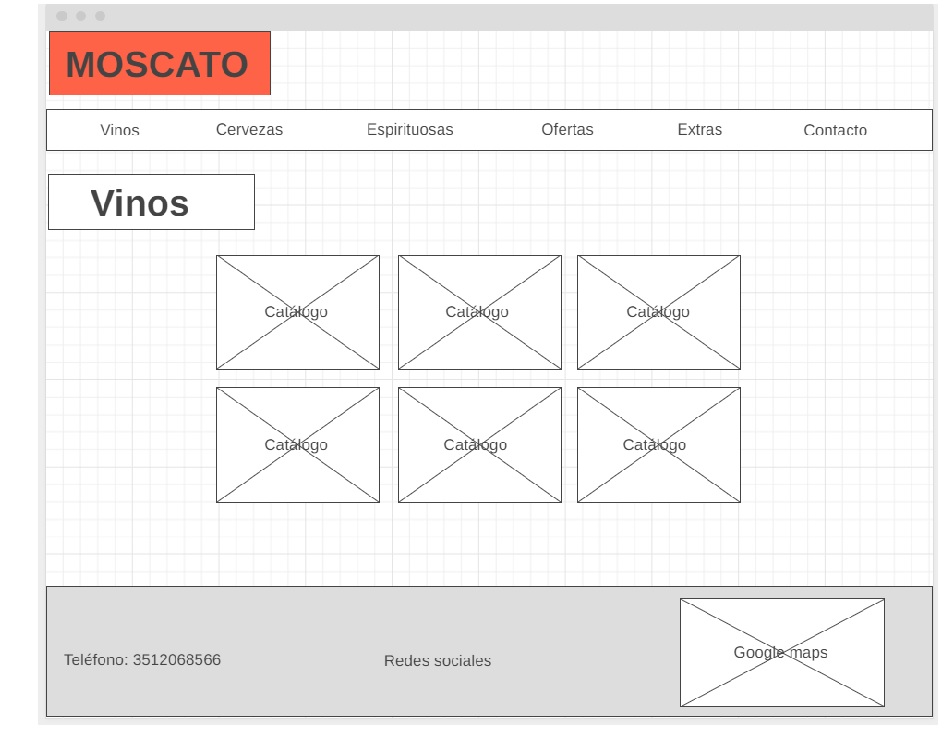 MOSCATO
Vinos Cervezas Espirituosas Ofertas Extras Contacto
Vinos
Catálogo Catálogo Catálogo
Catálogo Catálogo Catálogo
Teléfono: 3512068566 Redes sociales Google maps